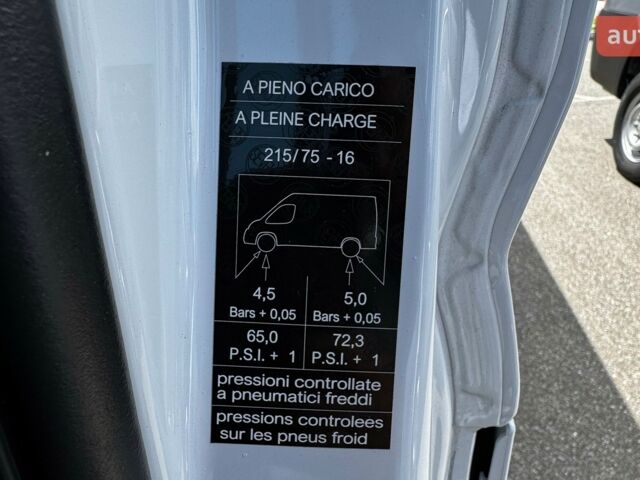 aut
A PIENO CARICO
A PLEINE CHARGE
215/75 - 16
4,5 5,0
Bars + 0,05 Bars + 0,05
65,0 72,3
P.S.I. + 1 P.S.I. + 1
pressioni controllate
a pneumatici freddi
pressions controlees
sur les pneus froid